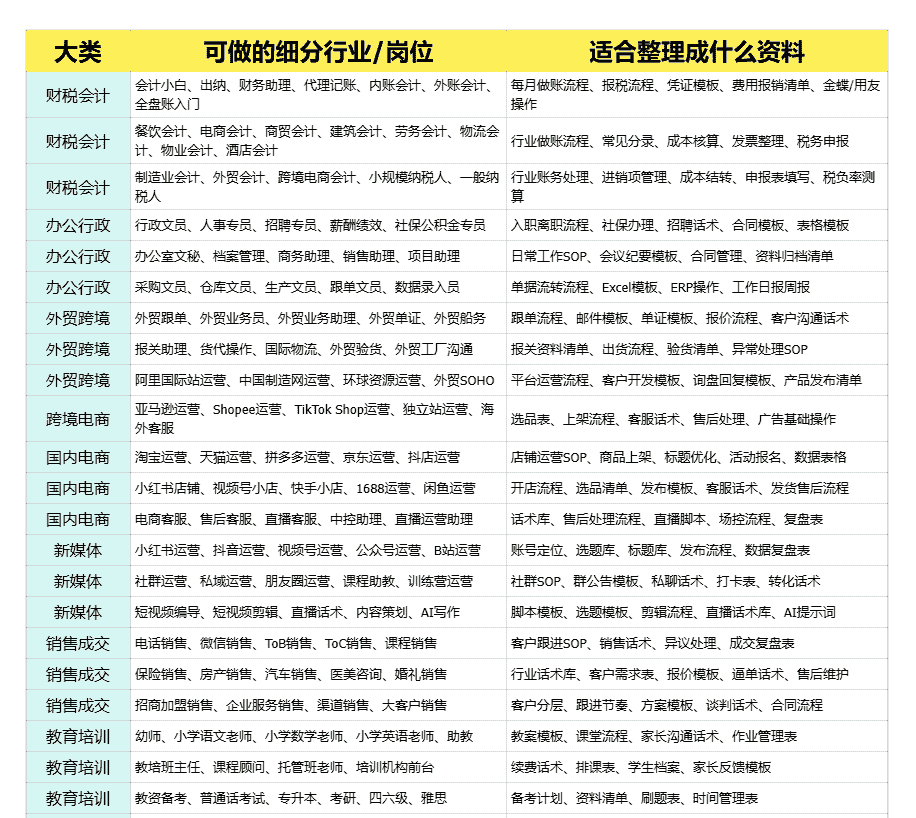 大类 可做的细分行业/岗位 适合整理成什么资料
财税会计 会计小白、出纳、财务助理、代理记账、内账会计、外账会计、 每月做账流程、报税流程、凭证模板、费用报销清单、金蝶/用友
全盘账入门 操作
财税会计 餐饮会计、电商会计、商贸会计、建筑会计、劳务会计、物流会 行业做账流程、常见分录、成本核算、发票整理、税务申报
计、物业会计、酒店会计
财税会计 制造业会计、外贸会计、跨境电商会计、小规模纳税人、一般纳 行业账务处理、进销项管理、成本结转、申报表填写、税负率测
税人 算
办公行政 行政文员、人事专员、招聘专员、薪酬绩效、社保公积金专员 入职离职流程、社保办理、招聘话术、合同模板、表格模板
办公行政 办公室文秘、档案管理、商务助理、销售助理、项目助理 日常工作SOP、会议纪要模板、合同管理、资料归档清单
办公行政 采购文员、仓库文员、生产文员、跟单文员、数据录入员 单据流转流程、Excel模板、ERP操作、工作日报周报
外贸跨境 外贸跟单、外贸业务员、外贸业务助理、外贸单证、外贸船务 跟单流程、邮件模板、单证模板、报价流程、客户沟通话术
外贸跨境 报关助理、货代操作、国际物流、外贸验货、外贸工厂沟通 报关资料清单、出货流程、验货清单、异常处理SOP
外贸跨境 阿里国际站运营、中国制造网运营、环球资源运营、外贸SOHO 平台运营流程、客户开发模板、询盘回复模板、产品发布清单
跨境电商 亚马逊运营、Shopee运营、TikTok Shop运营、独立站运营、海 选品表、上架流程、客服话术、售后处理、广告基础操作
外客服
国内电商 淘宝运营、天猫运营、拼多多运营、京东运营、抖店运营 店铺运营SOP、商品上架、标题优化、活动报名、数据表格
国内电商 小红书店铺、视频号小店、快手小店、1688运营、闲鱼运营 开店流程、选品清单、发布模板、客服话术、发货售后流程
国内电商 电商客服、售后客服、直播客服、中控助理、直播运营助理 话术库、售后处理流程、直播脚本、场控流程、复盘表
新媒体 小红书运营、抖音运营、视频号运营、公众号运营、B站运营 账号定位、选题库、标题库、发布流程、数据复盘表
新媒体 社群运营、私域运营、朋友圈运营、课程助教、训练营运营 社群SOP、群公告模板、私聊话术、打卡表、转化话术
新媒体 短视频编导、短视频剪辑、直播话术、内容策划、AI写作 脚本模板、选题模板、剪辑流程、直播话术库、AI提示词
销售成交 电话销售、微信销售、ToB销售、ToC销售、课程销售 客户跟进SOP、销售话术、异议处理、成交复盘表
销售成交 保险销售、房产销售、汽车销售、医美咨询、婚礼销售 行业话术库、客户需求表、报价模板、逼单话术、售后维护
销售成交 招商加盟销售、企业服务销售、渠道销售、大客户销售 客户分层、跟进节奏、方案模板、谈判话术、合同流程
教育培训 幼师、小学语文老师、小学数学老师、小学英语老师、助教 教案模板、课堂流程、家长沟通话术、作业管理表
教育培训 教培班主任、课程顾问、托管班老师、培训机构前台 续费话术、排课表、学生档案、家长反馈模板
教育培训 教资备考、普通话考试、专升本、考研、四六级、雅思 备考计划、资料清单、刷题表、时间管理表